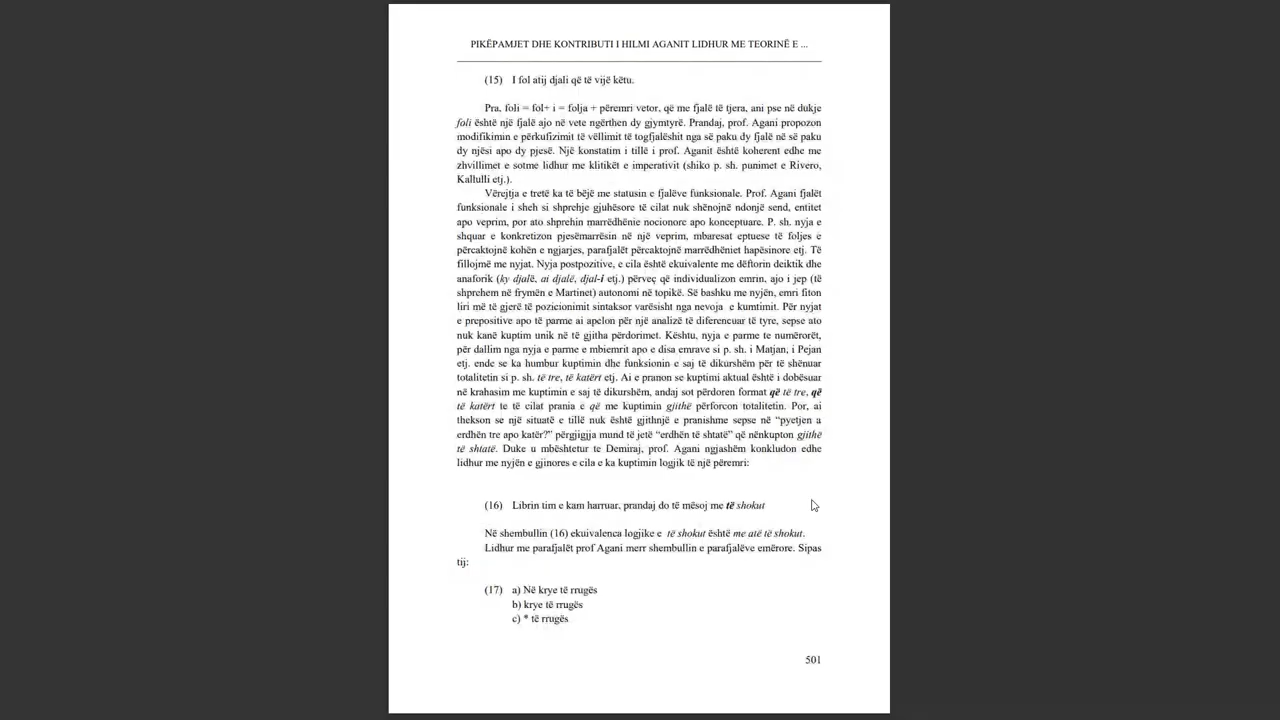 PIKËPAMJET DHE KONTRIBUTI I HILMI AGANIT LIDHUR ME TEORINË E ...
(15) I fol atij djali që të vijë këtu.
Pra, foli = fol+ i = folja + përemri vetor, që me fjalë të tjera, ani pse në dukje
foli është një fjalë ajo në vete ngërthen dy gjymtyrë. Prandaj, prof. Agani propozon
modifikimin e përkufizimit të vëllimit të togfjalëshit nga së paku dy fjalë në së paku
dy njësi apo dy pjesë. Një konstatim i tillë i prof. Aganit është koherent edhe me
zhvillimet e sotme lidhur me klitikët e imperativit (shiko p. sh. punimet e Rivero,
Kallulli etj.).
Vërejtja e tretë ka të bëjë me statusin e fjalëve funksionale. Prof. Agani fjalët
funksionale i sheh si shprehje gjuhësore të cilat nuk shënojnë ndonjë send, entitet
apo veprim, por ato shprehin marrëdhënie nocionore apo konceptuare. P. sh. nyja e
shquar e konkretizon pjesëmarrësin në një veprim, mbaresat eptuese të foljes e
përcaktojnë kohën e ngjarjes, parafjalët përcaktojnë marrëdhëniet hapësinore etj. Të
fillojmë me nyjat. Nyja postpozitive, e cila është ekuivalente me dëftorin deiktik dhe
anaforik (ky djalë, ai djalë, djal-i etj.) përveç që individualizon emrin, ajo i jep (të
shprehem në frymën e Martinet) autonomi në topikë. Së bashku me nyjën, emri fiton
liri më të gjerë të pozicionimit sintaksor varësisht nga nevoja e kumtimit. Për nyjat
e prepositive apo të parme ai apelon për një analizë të diferencuar të tyre, sepse ato
nuk kanë kuptim unik në të gjitha përdorimet. Kështu, nyja e parme te numërorët,
për dallim nga nyja e parme e mbiemrit apo e disa emrave si p. sh. i Matjan, i Pejan
etj. ende se ka humbur kuptimin dhe funksionin e saj të dikurshëm për të shënuar
totalitetin si p. sh. të tre, të katërt etj. Ai e pranon se kuptimi aktual është i dobësuar
në krahasim me kuptimin e saj të dikurshëm, andaj sot përdoren format që të tre, që
të katërt te të cilat prania e që me kuptimin gjithë përforcon totalitetin. Por, ai
thekson se një situatë e tillë nuk është gjithnjë e pranishme sepse në “pyetjen a
erdhën tre apo katër?” përgjigjja mund të jetë “erdhën të shtatë” që nënkupton gjithë
të shtatë. Duke u mbështetur te Demiraj, prof. Agani ngjashëm konkludon edhe
lidhur me nyjën e gjinores e cila e ka kuptimin logjik të një përemri:
(16) Librin tim e kam harruar, prandaj do të mësoj me të shokut
Në shembullin (16) ekuivalenca logjike e të shokut është me atë të shokut.
Lidhur me parafjalët prof Agani merr shembullin e parafjalëve emërore. Sipas
tij:
(17) a) Në krye të rrugës
b) krye të rrugës
c) * të rrugës
501